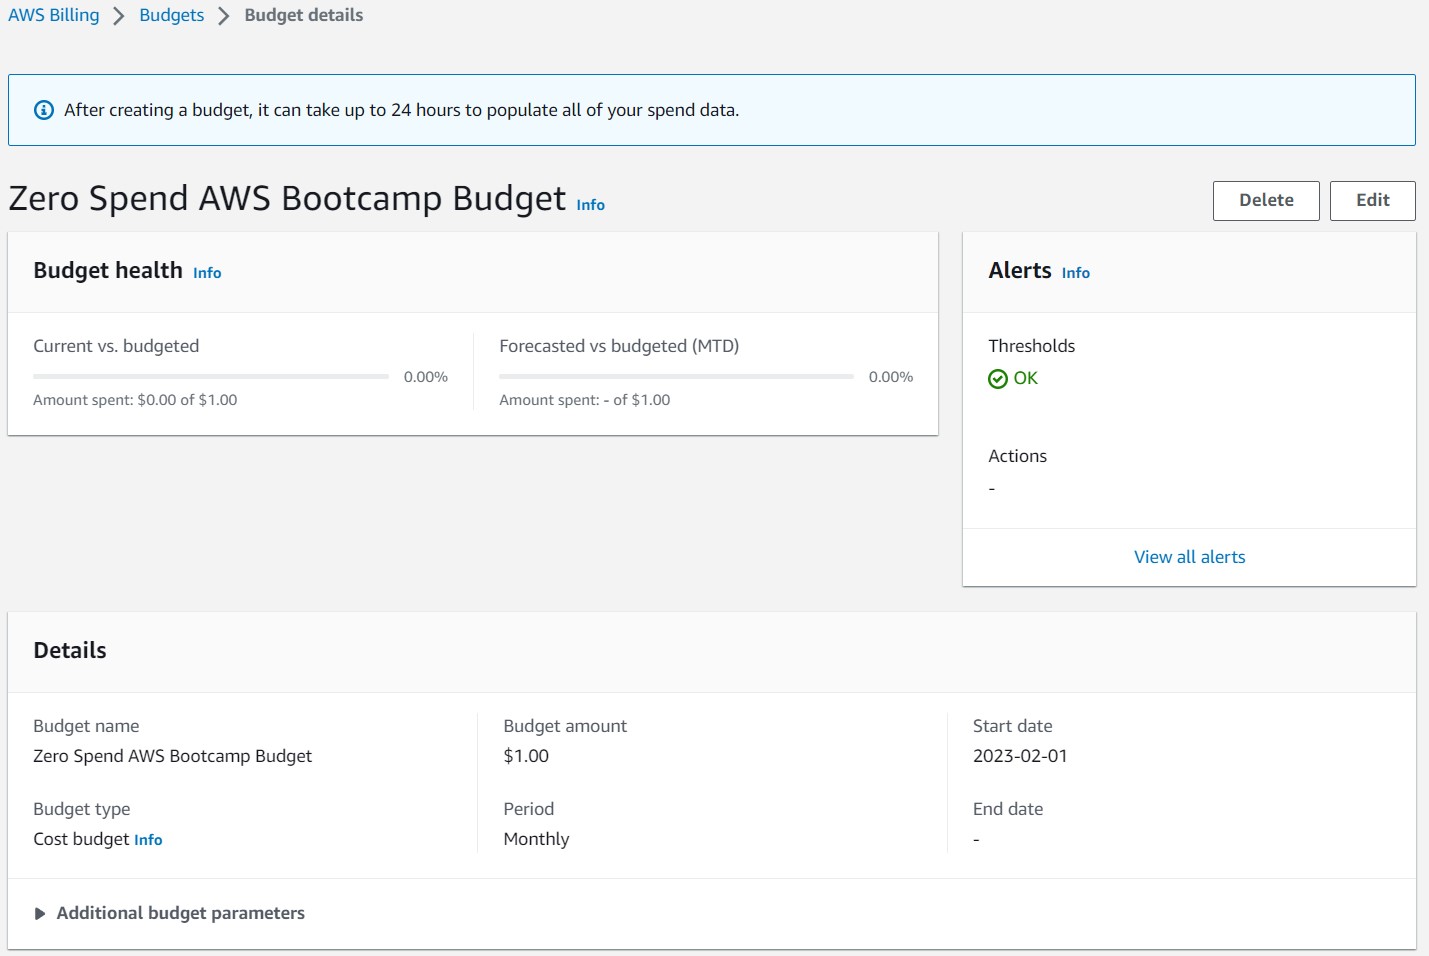 AWS Billing > Budgets > Budget details
After creating a budget, it can take up to 24 hours to populate all of your spend data.
Zero Spend AWS Bootcamp Budget Info
Delete
Edit
Budget health Info
Current vs. budgeted
0.00%
Amount spent: $0.00 of $1.00
Forecasted vs budgeted (MTD)
0.00%
Amount spent: - of $1.00
Alerts Info
Thresholds
OK
Actions
-
View all alerts
Details
Budget name
Zero Spend AWS Bootcamp Budget
Budget type
Cost budget Info
Budget amount
$1.00
Period
Monthly
Start date
2023-02-01
End date
-
Additional budget parameters